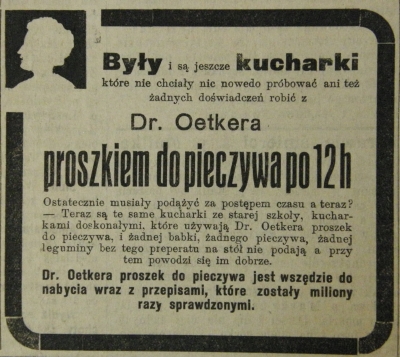 Były i są jeszcze kucharki
które nie chciały nic nowedo próbować ani też
żadnych doświadczeń robić z
Dr. Oetkera
proszkiem do pieczywa po 12 h
Ostatecznie musiały podążyć za postępem czasu a teraz?
— Teraz są te same kucharki ze starej szkoły, kuchar-
kami doskonałymi, które używają Dr. Oetkera proszek
do pieczywa, i żadnej babki, żadnego pieczywa, żadnej
leguminy bez tego preperatu na stół nie podają a przy
tem powodzi się im dobrze.
Dr. Oetkera proszek do pieczywa jest wszędzie do
nabycia wraz z przepisami, które zostały miliony
razy sprawdzonymi.